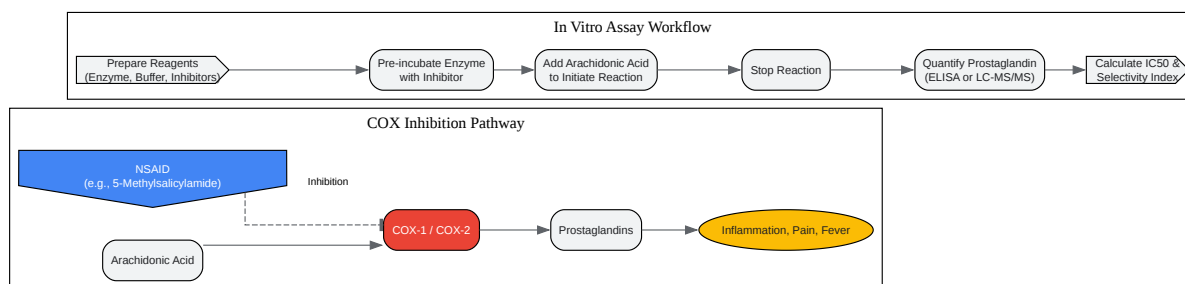 In Vitro Assay Workflow
Prepare Reagents
(Enzyme, Buffer, Inhibitors)
Pre-incubate Enzyme
with Inhibitor
Add Arachidonic Acid
to Initiate Reaction
Stop Reaction
Quantify Prostaglandin
(ELISA or LC-MS/MS)
Calculate IC50 &
Selectivity Index
COX Inhibition Pathway
NSAID
(e.g., 5-Methylsalicylamide)
Inhibition
COX-1 / COX-2
Prostaglandins
Inflammation, Pain, Fever
Arachidonic Acid